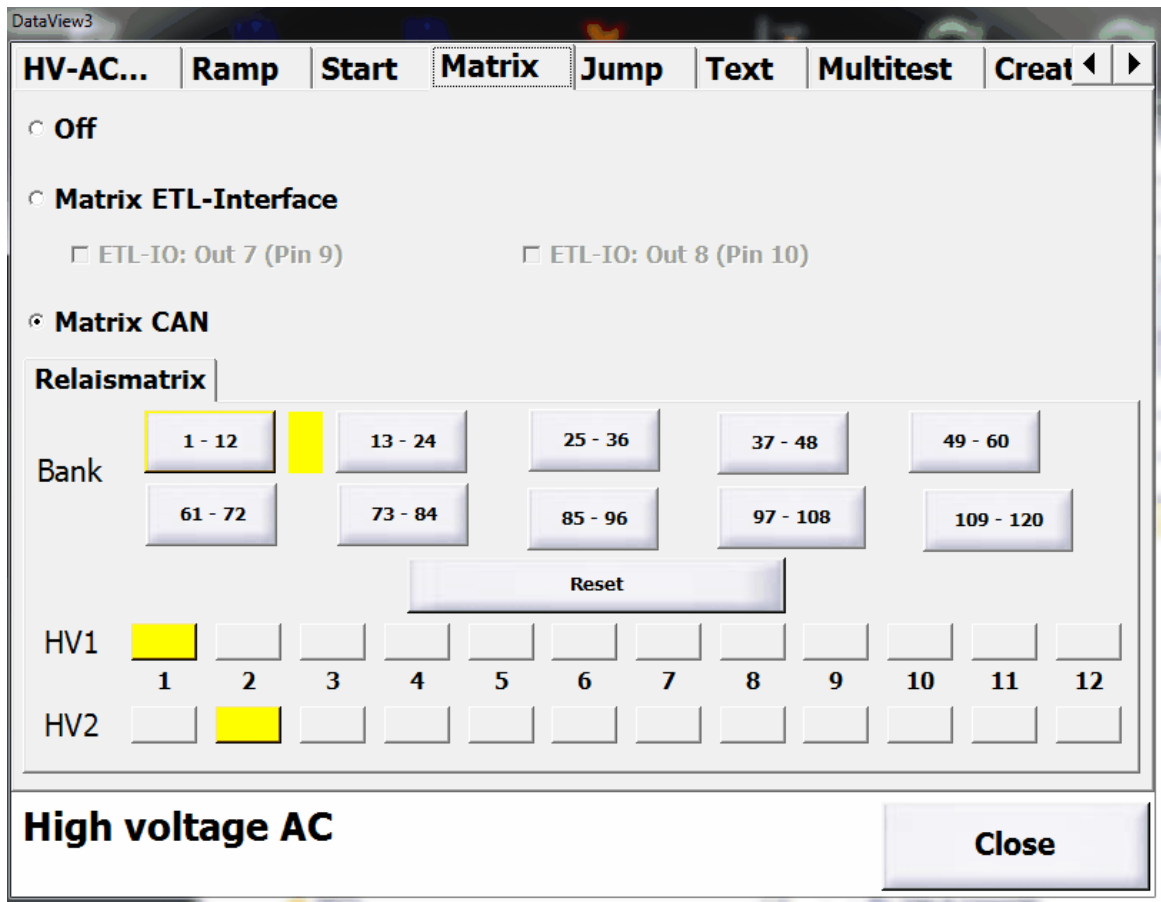 DataView3
HV-AC... Ramp Start Matrix Jump Text Multitest Creat
Off
Matrix ETL-Interface
ETL-IO: Out 7 (Pin 9) ETL-IO: Out 8 (Pin 10)
Matrix CAN
Relaismatrix
Bank
1 - 12 13 - 24 25 - 36 37 - 48 49 - 60
61 - 72 73 - 84 85 - 96 97 - 108 109 - 120
Reset
HV1
1 2 3 4 5 6 7 8 9 10 11 12
HV2
High voltage AC
Close